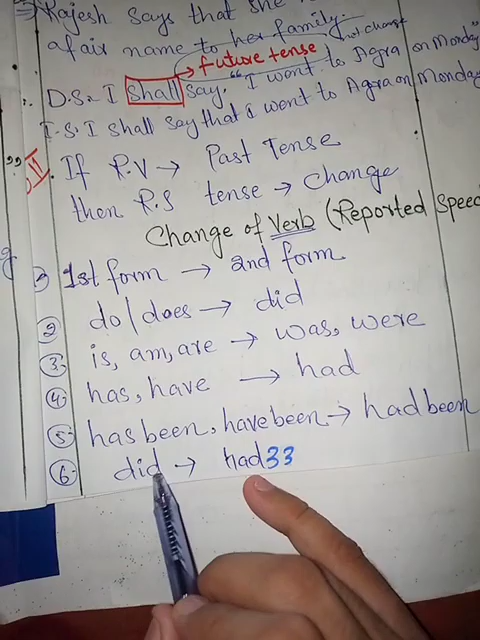 Rajesh says that she
a fair name to her family
not change
→ future tense
D.S:- I Shall say. "I went to Agra on Monday"
I.S:- I Shall say that I went to Agra on Monday
II. If R.V → Past Tense
then R.S tense → Change
Change of Verb (Reported Speec
1st form → 2nd form
② do/does → did
③ is, am, are → was, were
④ has, have → had
⑤ has been, have been → had been
⑥ did → had33